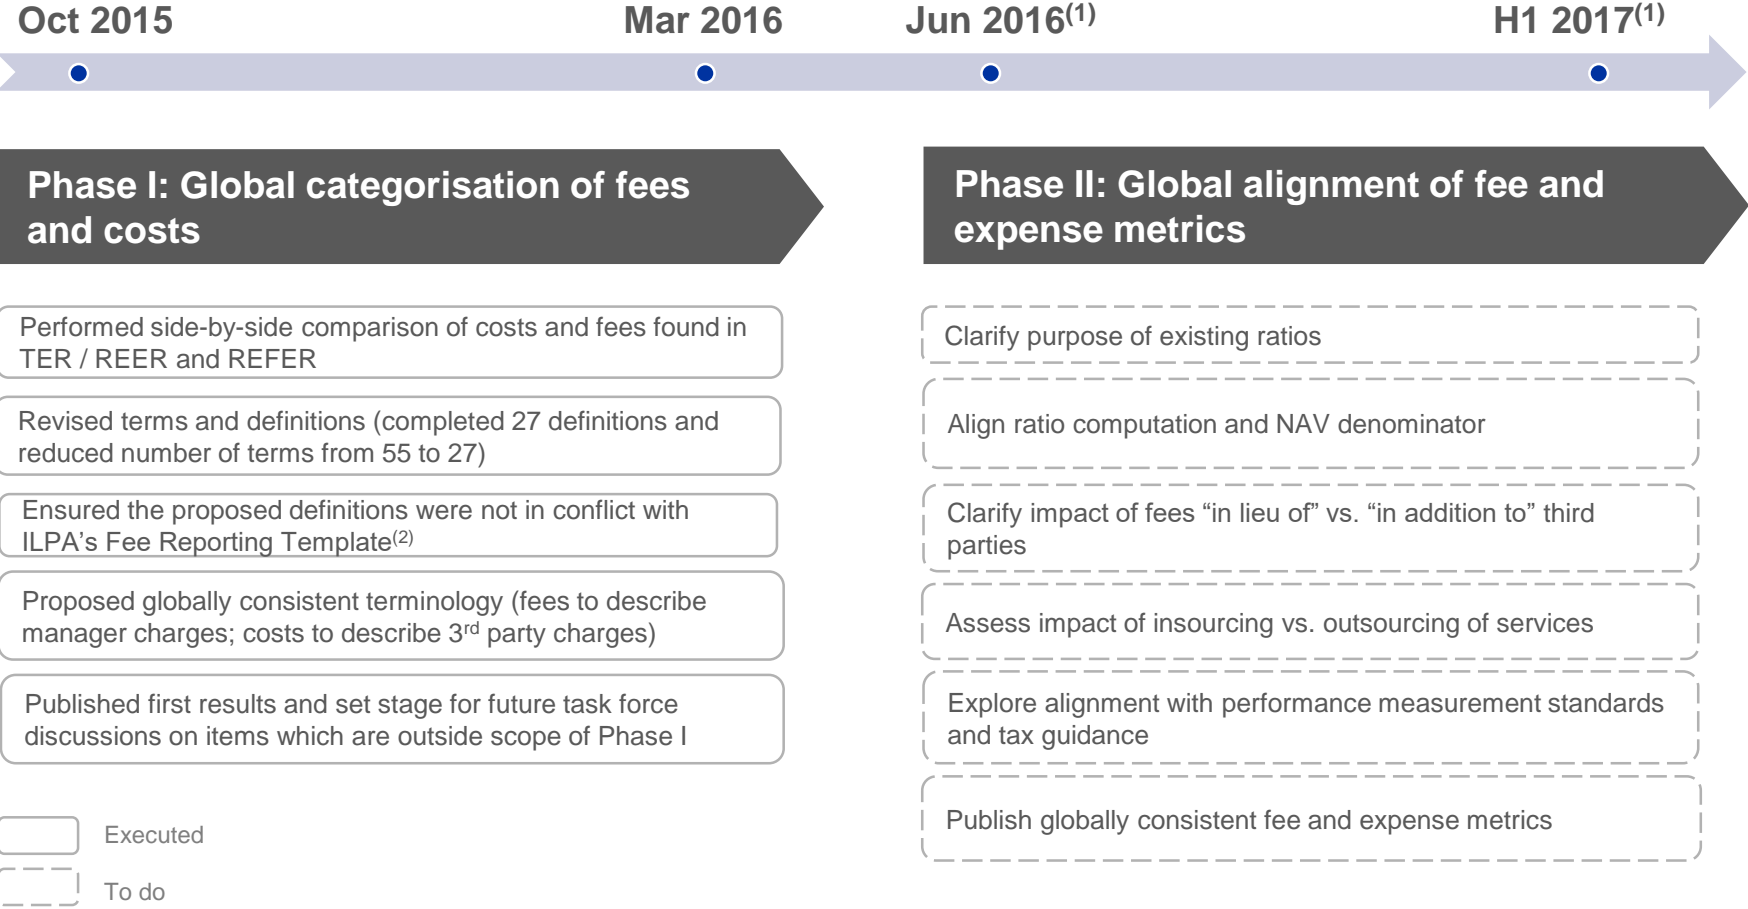 Oct 2015
Mar 2016
Jun 2016(1)
H1 2017(1)
Phase I: Global categorisation of fees
and costs
Performed side-by-side comparison of costs and fees found in
TER / REER and REFER
Revised terms and definitions (completed 27 definitions and
reduced number of terms from 55 to 27)
Ensured the proposed definitions were not in conflict with
ILPA’s Fee Reporting Template(2)
Proposed globally consistent terminology (fees to describe
manager charges; costs to describe 3rd party charges)
Published first results and set stage for future task force
discussions on items which are outside scope of Phase I
Phase II: Global alignment of fee and
expense metrics
Clarify purpose of existing ratios
Align ratio computation and NAV denominator
Clarify impact of fees “in lieu of” vs. “in addition to” third
parties
Assess impact of insourcing vs. outsourcing of services
Explore alignment with performance measurement standards
and tax guidance
Publish globally consistent fee and expense metrics
Executed
To do